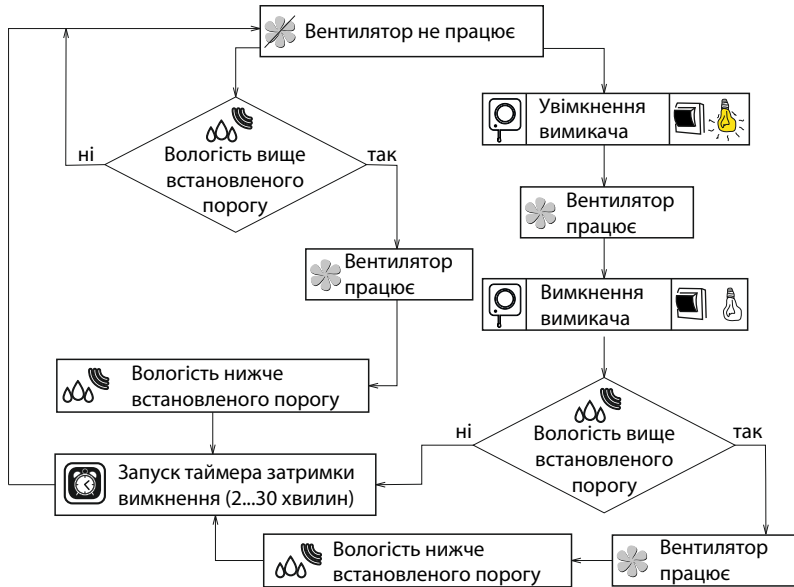 Вентилятор не працює
Увімкнення
вимикача
ні
Вологість вище
встановленого
порогу
так
Вентилятор
працює
Вентилятор
працює
Вимкнення
вимикача
Вологість нижче
встановленого порогу
ні
Вологість вище
встановленого
порогу
так
Запуск таймера затримки
вимкнення (2...30 хвилин)
Вологість нижче
встановленого порогу
Вентилятор
працює